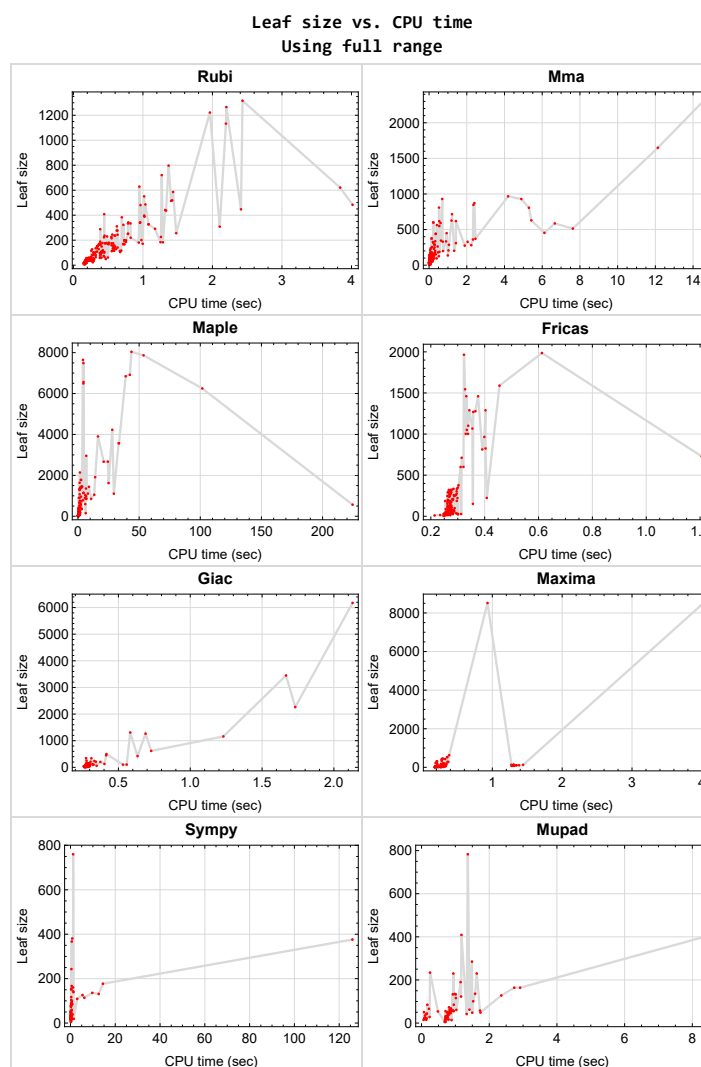 Leaf size vs. CPU time
Using full range
Rubi
Mma
Leaf size
1200
1000
800
600
400
200
0
0 1 2 3 4
CPU time (sec)
Leaf size
2000
1500
1000
500
0
0 2 4 6 8 10 12 14
CPU time (sec)
Maple
Fricas
Leaf size
8000
6000
4000
2000
0
0 50 100 150 200
CPU time (sec)
Leaf size
2000
1500
1000
500
0
0.2 0.4 0.6 0.8 1.0 1.2
CPU time (sec)
Giac
Maxima
Leaf size
6000
5000
4000
3000
2000
1000
0
0.5 1.0 1.5 2.0
CPU time (sec)
Leaf size
8000
6000
4000
2000
0
1 2 3 4
CPU time (sec)
Sympy
Mupad
Leaf size
800
600
400
200
0
0 20 40 60 80 100 120
CPU time (sec)
Leaf size
800
600
400
200
0
0 2 4 6 8
CPU time (sec)